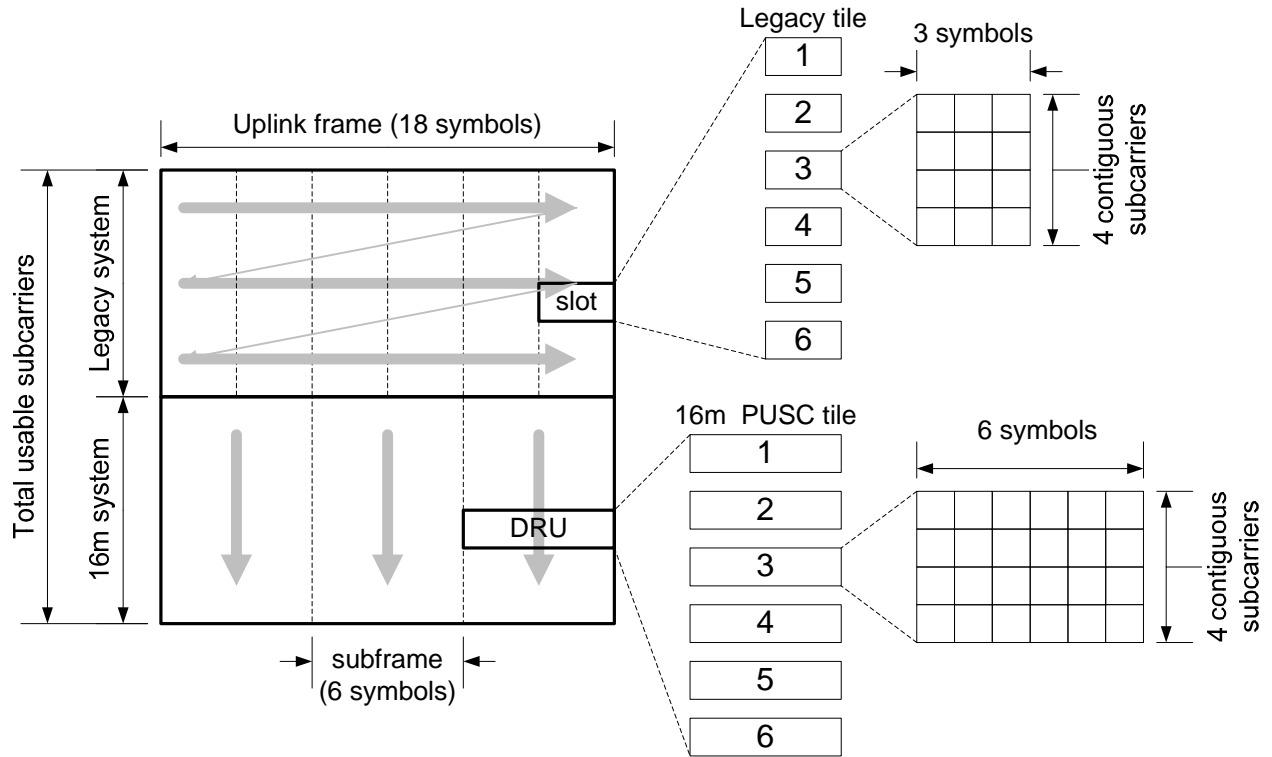 Legacy tile
1
2
3
4
5
6
3 symbols
4 contiguous
subcarriers
Uplink frame (18 symbols)
Total usable subcarriers
Legacy system
16m system
slot
DRU
subframe
(6 symbols)
16m PUSC tile
1
2
3
4
5
6
6 symbols
4 contiguous
subcarriers